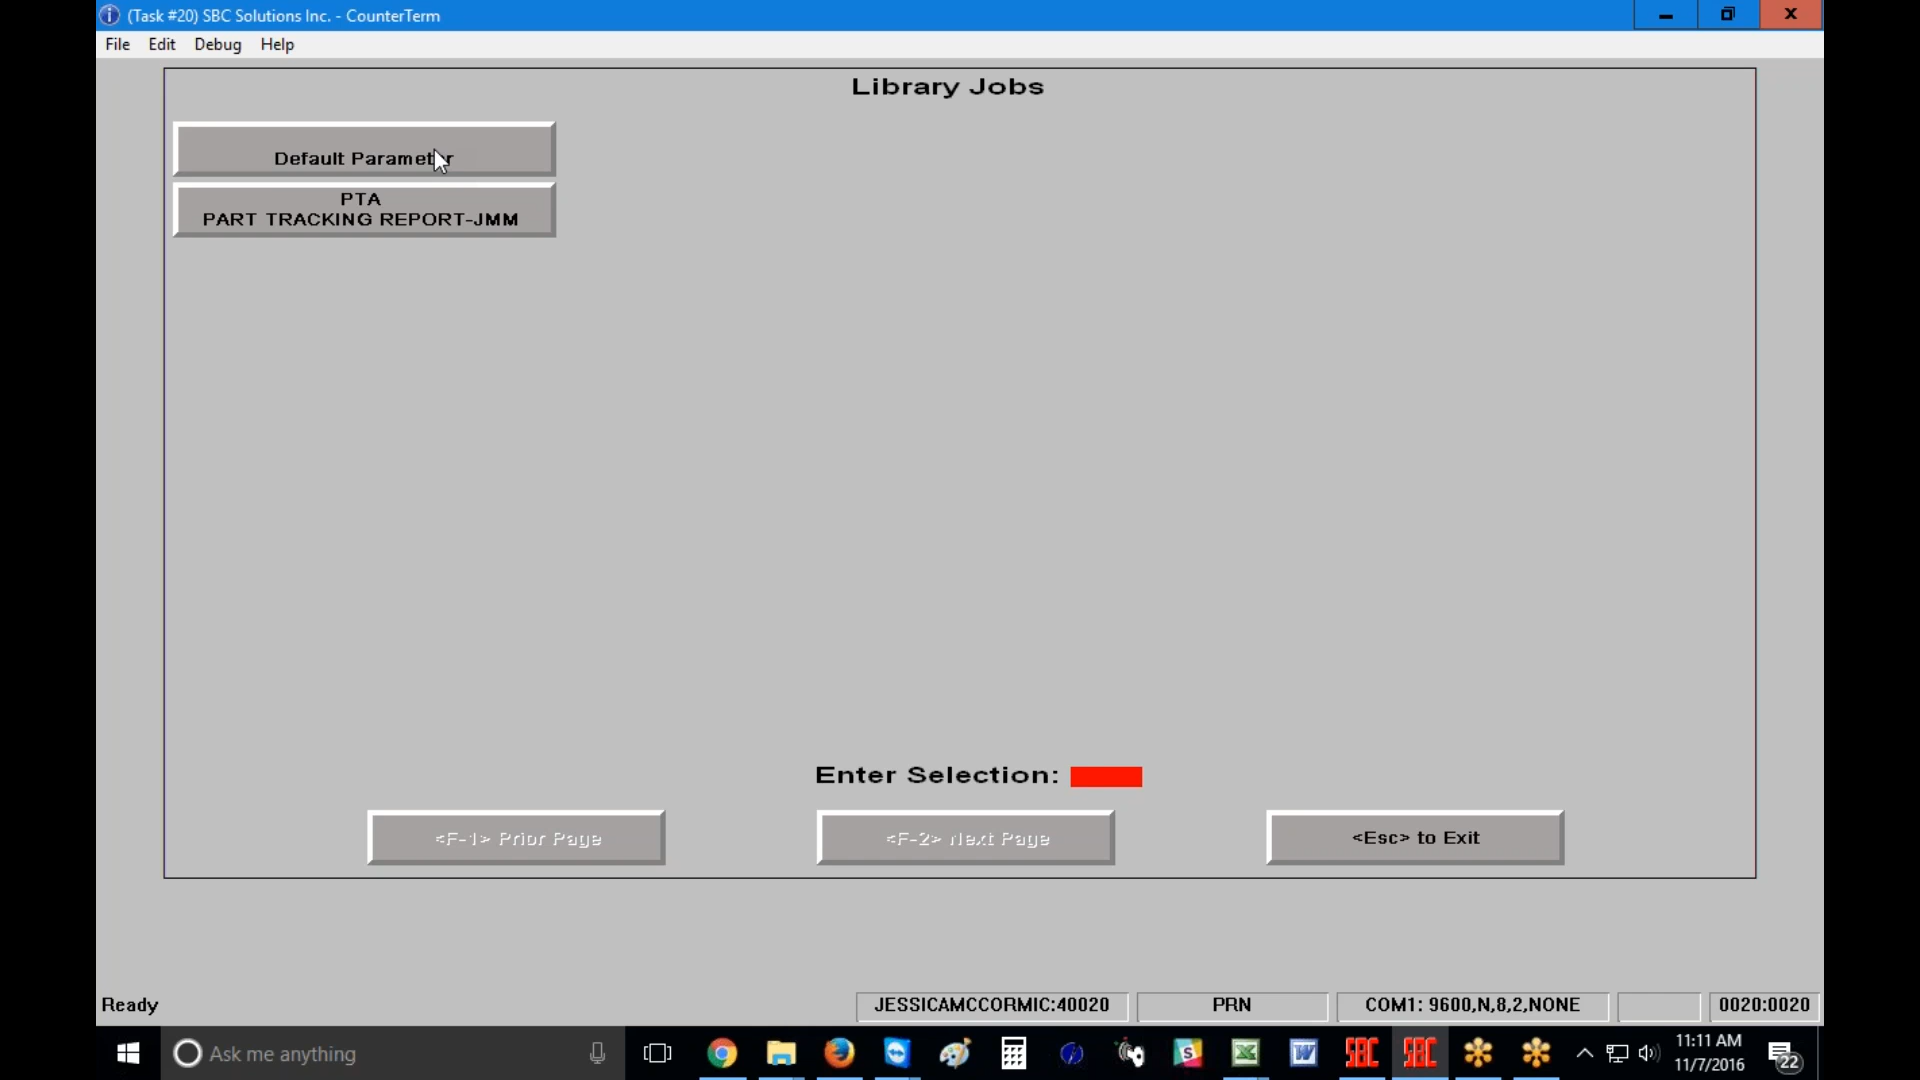 (Task #20) SBC Solutions Inc. - CounterTerm
File Edit Debug Help
Library Jobs
Default Parameter
PTA
PART TRACKING REPORT-JMM
Enter Selection:
<F-1> Prior Page
<F-2> Next Page
<Esc> to Exit
Ready
JESSICAMCCORMIC:40020
PRN
COM1: 9600,N,8,2,NONE
0020:0020
Ask me anything
S
X
W
SBC
SBC
11:11 AM
11/7/2016
22